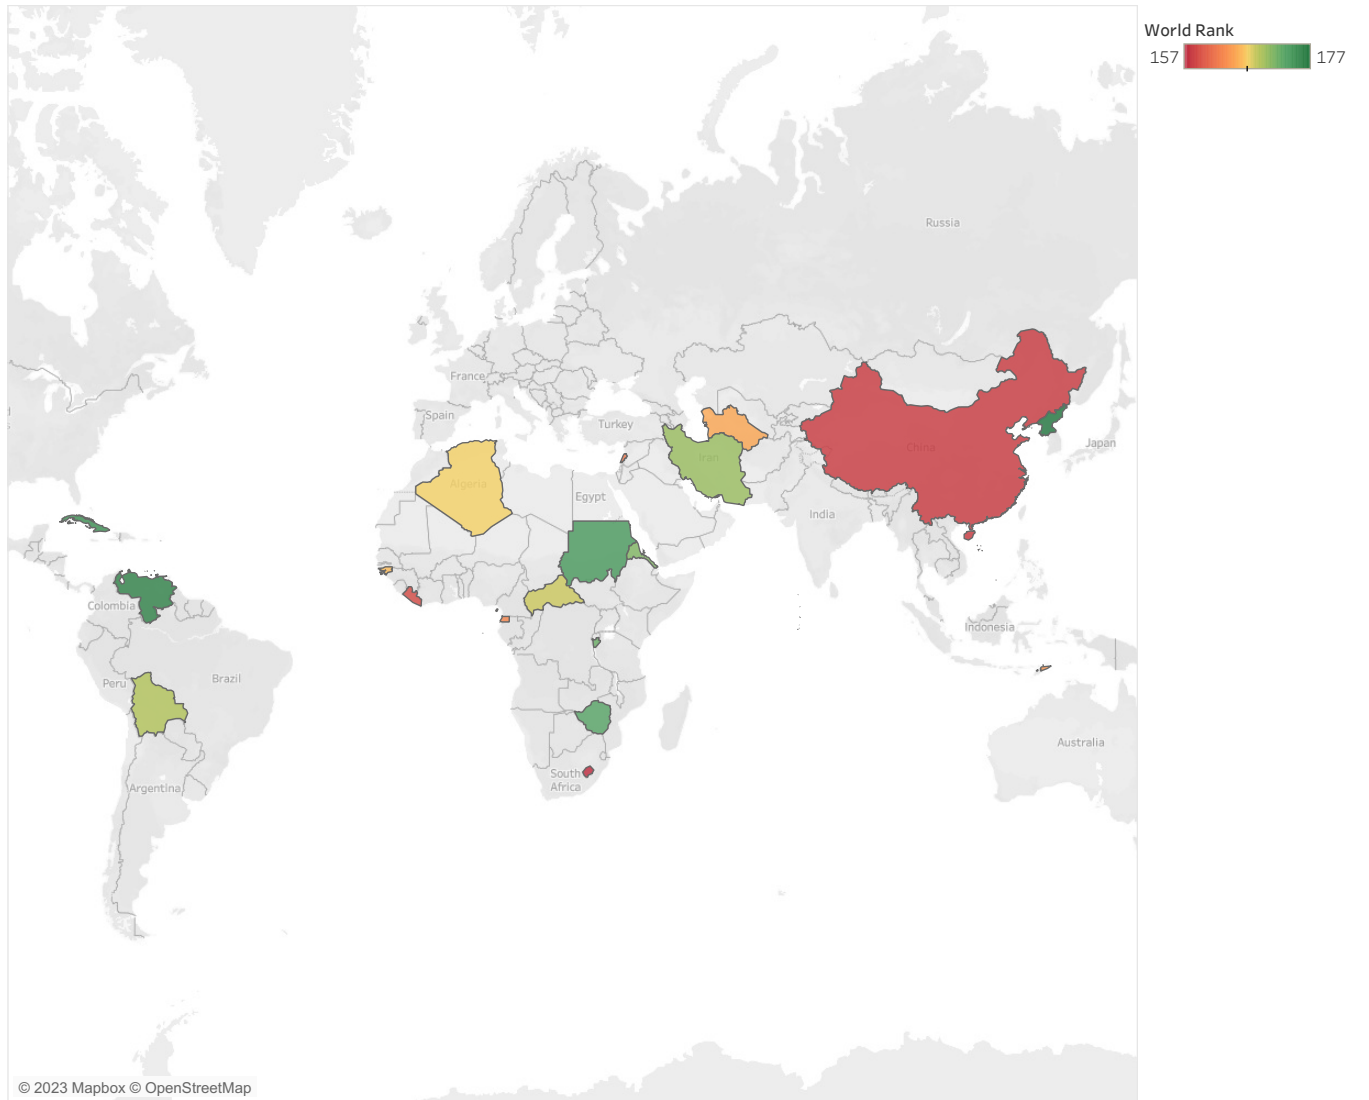 World Rank
157
177
Russia
France
Spain
Turkey
Japan
China
Iran
Algeria
Egypt
India
Colombia
Indonesia
Peru
Brazil
Australia
South
Africa
Argentina
© 2023 Mapbox © OpenStreetMap